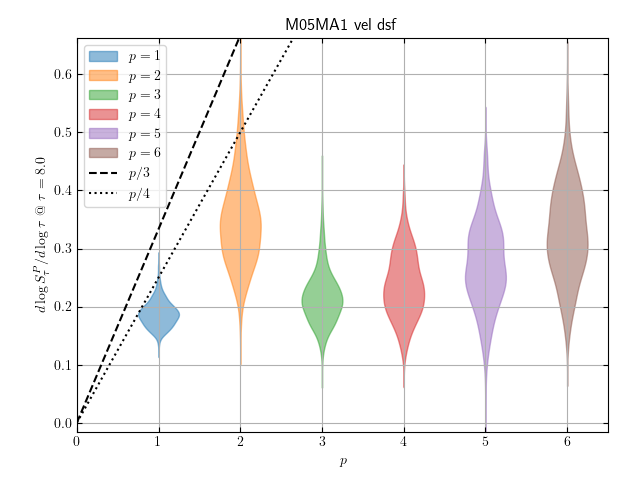 M05MA1 vel dsf
p = 1
p = 2
p = 3
p = 4
p = 5
p = 6
p/3
p/4
d log S_τ^P / d log τ @ τ = 8.0
0.6
0.5
0.4
0.3
0.2
0.1
0.0
0 1 2 3 4 5 6
p